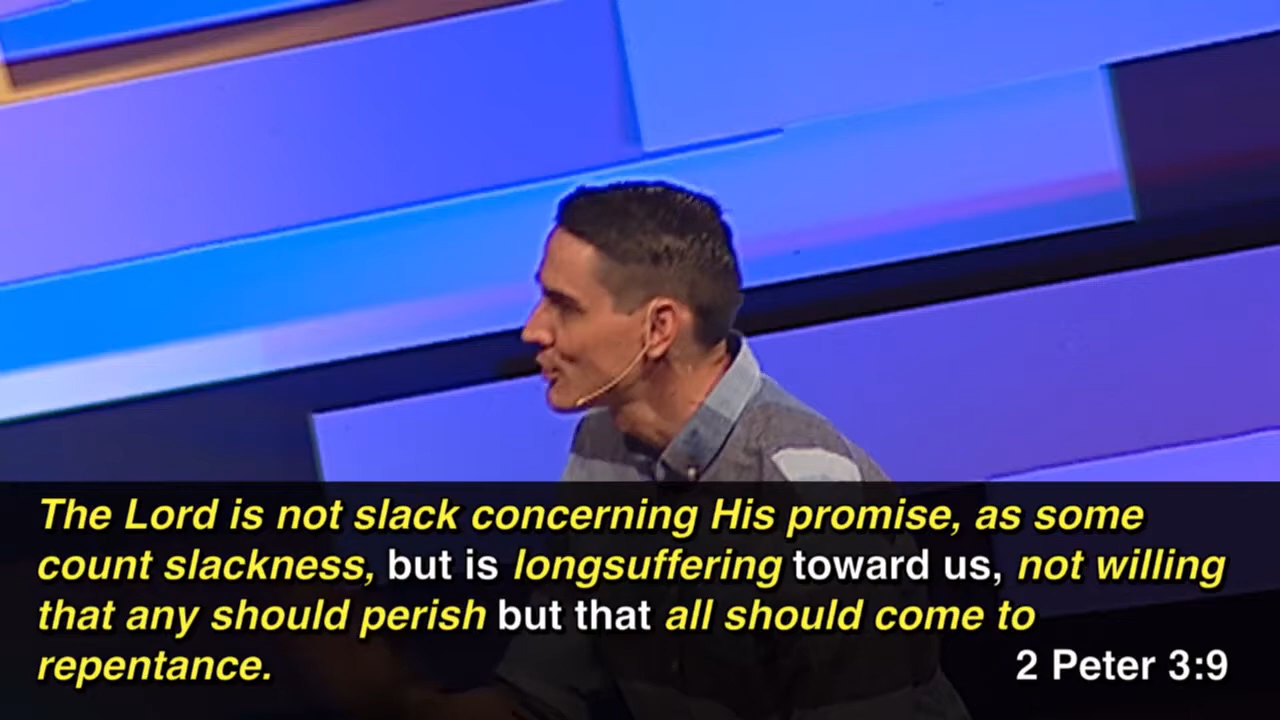 The Lord is not slack concerning His promise, as some
count slackness, but is longsuffering toward us, not willing
that any should perish but that all should come to
repentance.
2 Peter 3:9